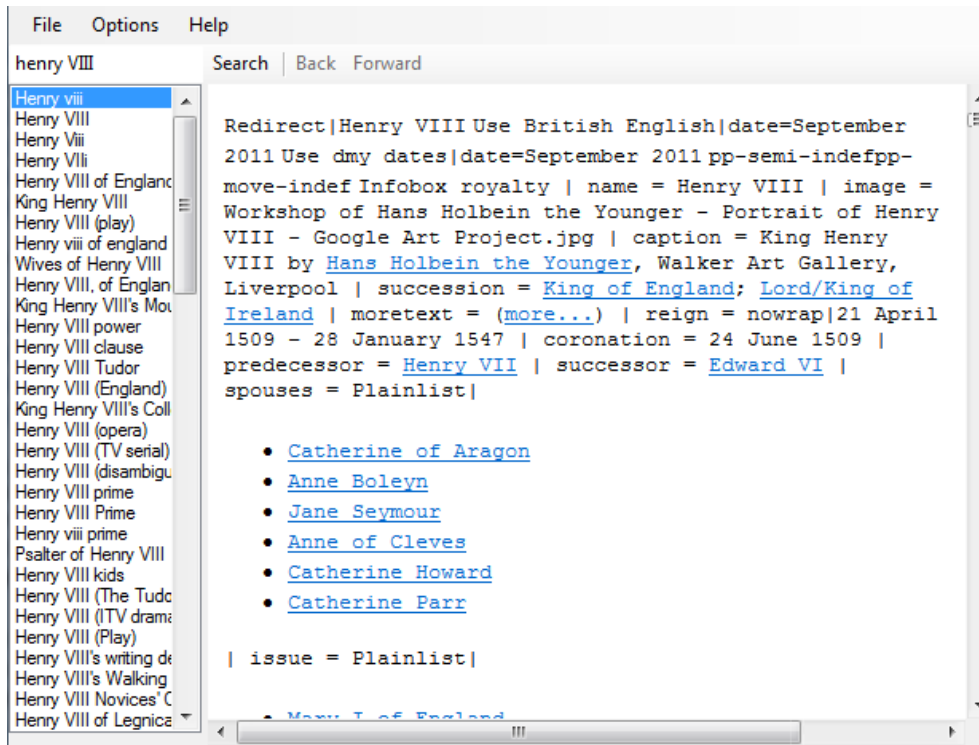 File Options Help
henry VIII
Search Back Forward
Henry viii
Henry VIII
Henry Viii
Henry VIIi
Henry VIII of England
King Henry VIII
Henry VIII (play)
Henry viii of england
Wives of Henry VIII
Henry VIII, of Englan
King Henry VIII's Mou
Henry VIII power
Henry VIII clause
Henry VIII Tudor
Henry VIII (England)
King Henry VIII's Coll
Henry VIII (opera)
Henry VIII (TV serial)
Henry VIII (disambigu
Henry VIII prime
Henry VIII Prime
Henry viii prime
Psalter of Henry VIII
Henry VIII kids
Henry VIII (The Tudo
Henry VIII (ITV drama
Henry VIII (Play)
Henry VIII's writing de
Henry VIII's Walking
Henry VIII Novices' C
Henry VIII of Legnica
Redirect|Henry VIII Use British English|date=September
2011 Use dmy dates|date=September 2011 pp-semi-indefpp-
move-indef Infobox royalty | name = Henry VIII | image =
Workshop of Hans Holbein the Younger - Portrait of Henry
VIII - Google Art Project.jpg | caption = King Henry
VIII by Hans Holbein the Younger, Walker Art Gallery,
Liverpool | succession = King of England; Lord/King of
Ireland | moretext = (more...) | reign = nowrap|21 April
1509 – 28 January 1547 | coronation = 24 June 1509 |
predecessor = Henry VII | successor = Edward VI |
spouses = Plainlist|
• Catherine of Aragon
• Anne Boleyn
• Jane Seymour
• Anne of Cleves
• Catherine Howard
• Catherine Parr
| issue = Plainlist|
• Mary I of England